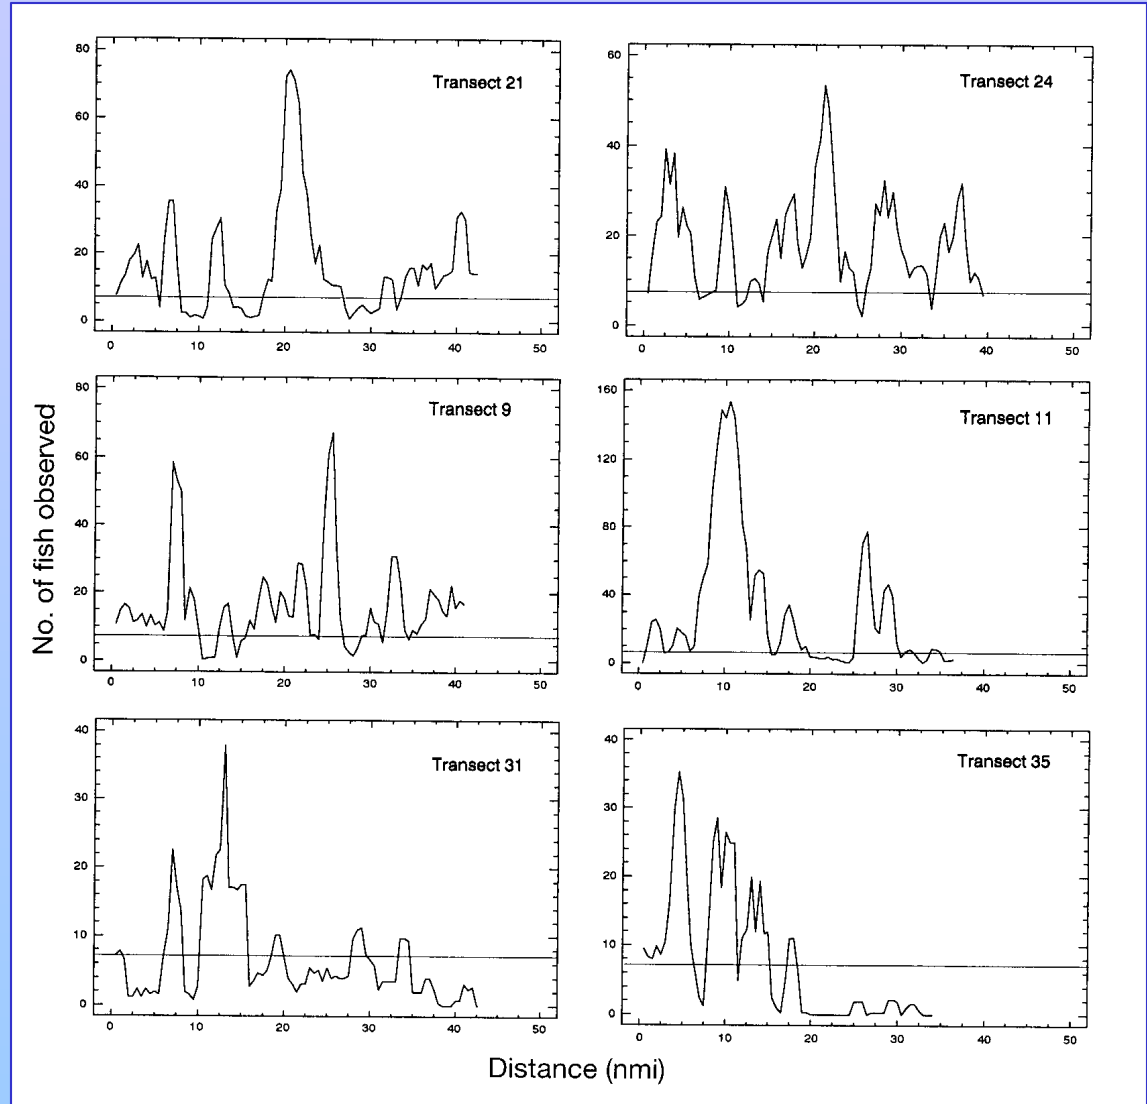 80
60
40
20
0
Transect 21
0 10 20 30 40 50
60
40
20
0
Transect 24
0 10 20 30 40 50
No. of fish observed
80
60
40
20
0
Transect 9
0 10 20 30 40 50
160
120
80
40
0
Transect 11
0 10 20 30 40 50
40
30
20
10
0
Transect 31
0 10 20 30 40 50
40
30
20
10
0
Transect 35
0 10 20 30 40 50
Distance (nmi)